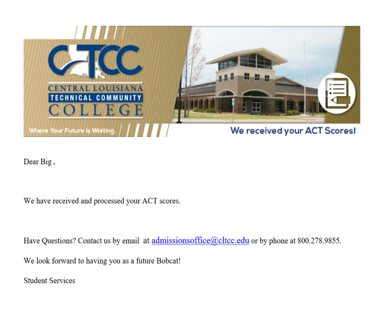 CLTCC
CENTRAL LOUISIANA
TECHNICAL COMMUNITY
COLLEGE
Where Your Future Is Waiting.
We received your ACT Scores!
Dear Big ,
We have received and processed your ACT scores.
Have Questions? Contact us by email at admissionsoffice@cltcc.edu or by phone at 800.278.9855.
We look forward to having you as a future Bobcat!
Student Services